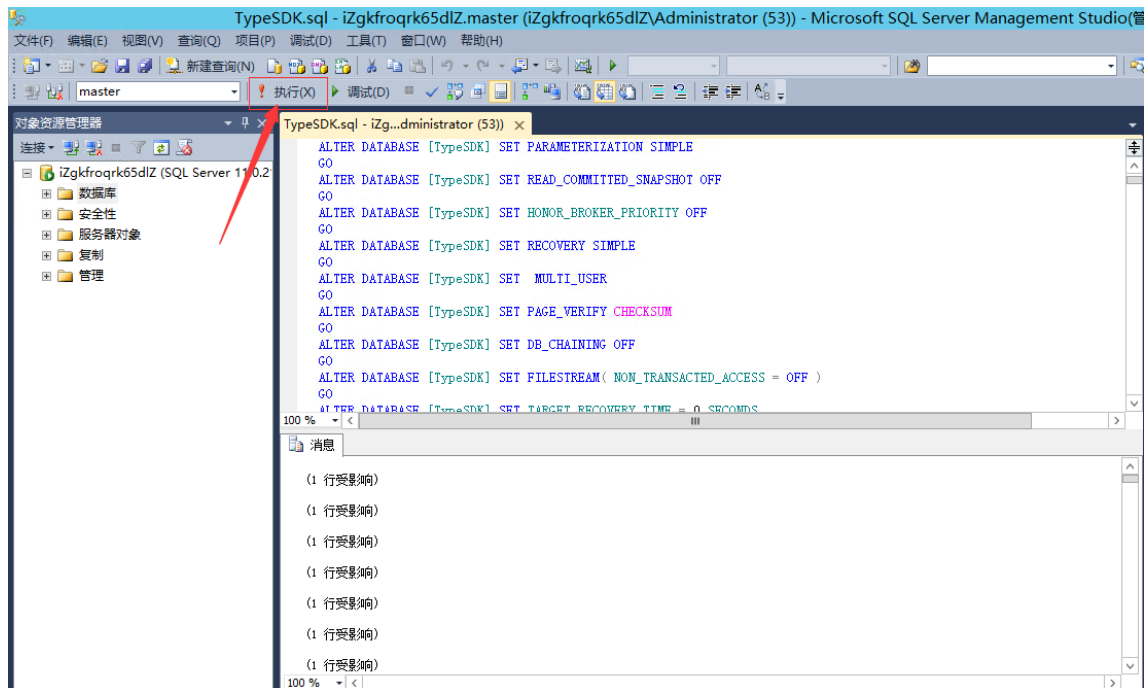 TypeSDK.sql - iZgkfroqrk65dlZ.master (iZgkfroqrk65dlZ\Administrator (53)) - Microsoft SQL Server Management Studio(管
文件(F) 编辑(E) 视图(V) 查询(Q) 项目(P) 调试(D) 工具(T) 窗口(W) 帮助(H)
新建查询(N)
master 执行(X) 调试(D)
对象资源管理器
TypeSDK.sql - iZg...dministrator (53))
连接
iZgkfroqrk65dlZ (SQL Server 11.0.2
数据库
安全性
服务器对象
复制
管理
ALTER DATABASE [TypeSDK] SET PARAMETERIZATION SIMPLE
GO
ALTER DATABASE [TypeSDK] SET READ_COMMITTED_SNAPSHOT OFF
GO
ALTER DATABASE [TypeSDK] SET HONOR_BROKER_PRIORITY OFF
GO
ALTER DATABASE [TypeSDK] SET RECOVERY SIMPLE
GO
ALTER DATABASE [TypeSDK] SET  MULTI_USER
GO
ALTER DATABASE [TypeSDK] SET PAGE_VERIFY CHECKSUM
GO
ALTER DATABASE [TypeSDK] SET DB_CHAINING OFF
GO
ALTER DATABASE [TypeSDK] SET FILESTREAM( NON_TRANSACTED_ACCESS = OFF )
GO
ALTER DATABASE [TypeSDK] SET TARGET_RECOVERY_TIME = 0 SECONDS
100 %
消息
(1 行受影响)
(1 行受影响)
(1 行受影响)
(1 行受影响)
(1 行受影响)
(1 行受影响)
(1 行受影响)
100 %